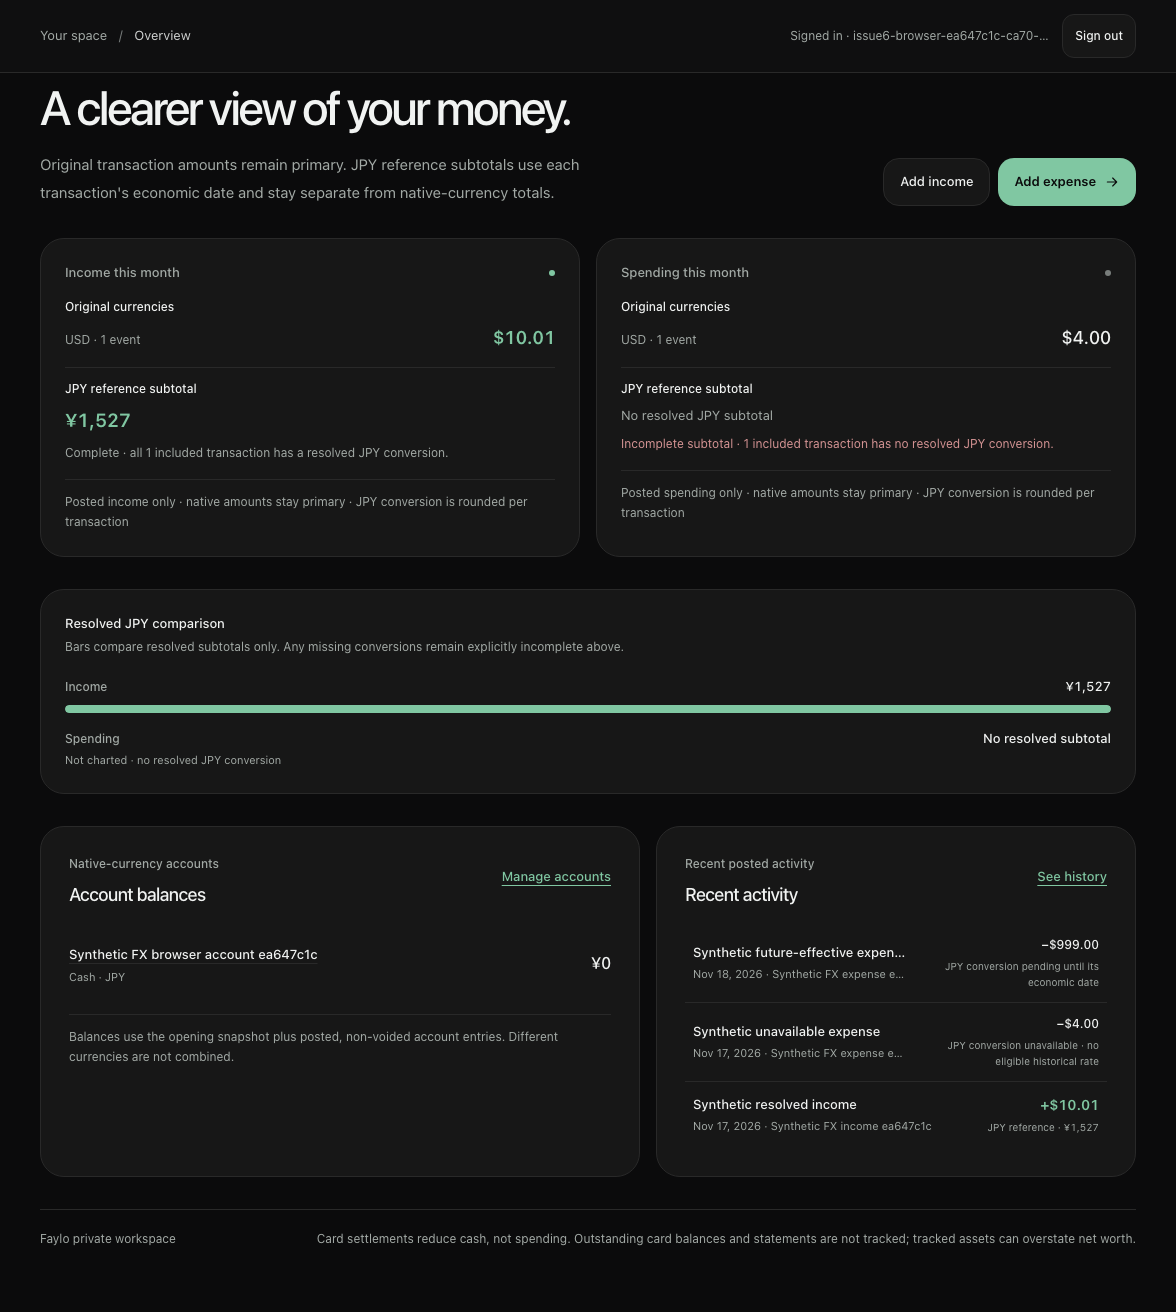 Your space / Overview
Signed in · issue6-browser-ea647c1c-ca70-...
Sign out
A clearer view of your money.
Original transaction amounts remain primary. JPY reference subtotals use each
transaction's economic date and stay separate from native-currency totals.
Add income
Add expense →
Income this month
Original currencies
USD · 1 event
$10.01
JPY reference subtotal
¥1,527
Complete · all 1 included transaction has a resolved JPY conversion.
Posted income only · native amounts stay primary · JPY conversion is rounded per
transaction
Spending this month
Original currencies
USD · 1 event
$4.00
JPY reference subtotal
No resolved JPY subtotal
Incomplete subtotal · 1 included transaction has no resolved JPY conversion.
Posted spending only · native amounts stay primary · JPY conversion is rounded per
transaction
Resolved JPY comparison
Bars compare resolved subtotals only. Any missing conversions remain explicitly incomplete above.
Income
¥1,527
Spending
No resolved subtotal
Not charted · no resolved JPY conversion
Native-currency accounts
Account balances
Manage accounts
Synthetic FX browser account ea647c1c
Cash · JPY
¥0
Balances use the opening snapshot plus posted, non-voided account entries. Different
currencies are not combined.
Recent posted activity
Recent activity
See history
Synthetic future-effective expen...
Nov 18, 2026 · Synthetic FX expense e...
−$999.00
JPY conversion pending until its
economic date
Synthetic unavailable expense
Nov 17, 2026 · Synthetic FX expense e...
−$4.00
JPY conversion unavailable · no
eligible historical rate
Synthetic resolved income
Nov 17, 2026 · Synthetic FX income ea647c1c
+$10.01
JPY reference · ¥1,527
Faylo private workspace
Card settlements reduce cash, not spending. Outstanding card balances and statements are not tracked; tracked assets can overstate net worth.